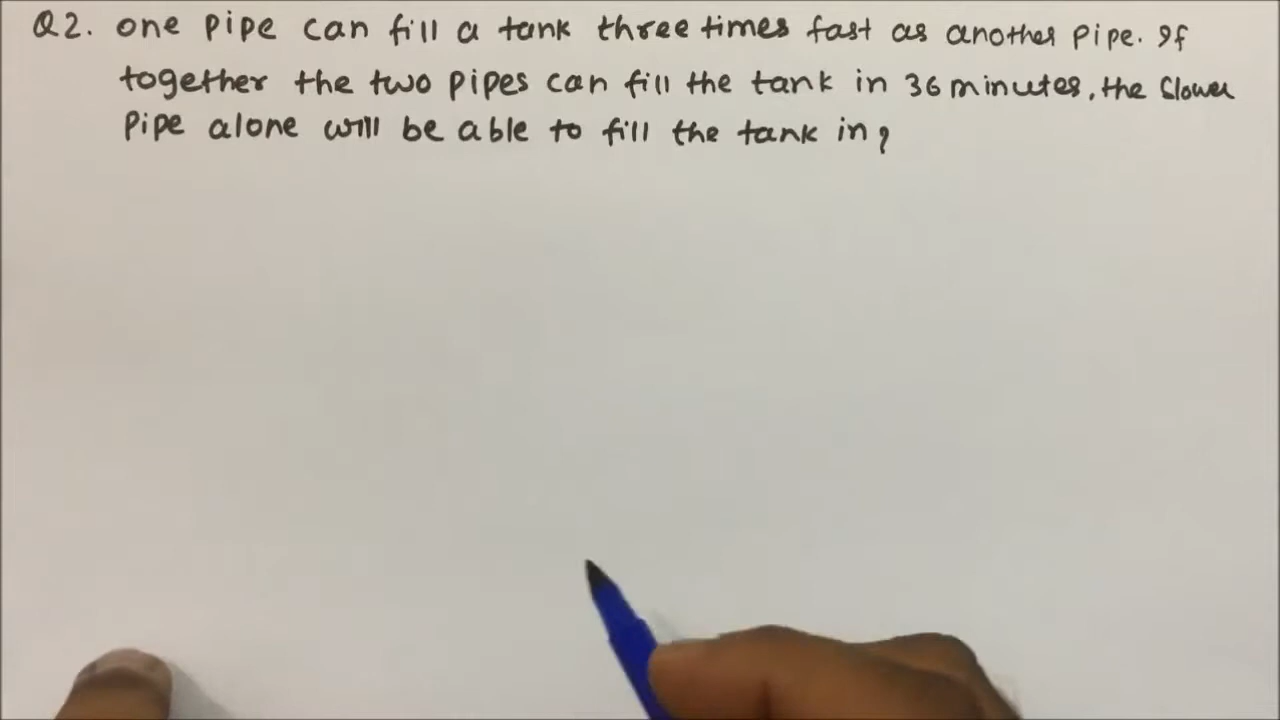 Q2. one pipe can fill a tank three times fast as another pipe. If
together the two pipes can fill the tank in 36 minutes, the slower
pipe alone will be able to fill the tank in?